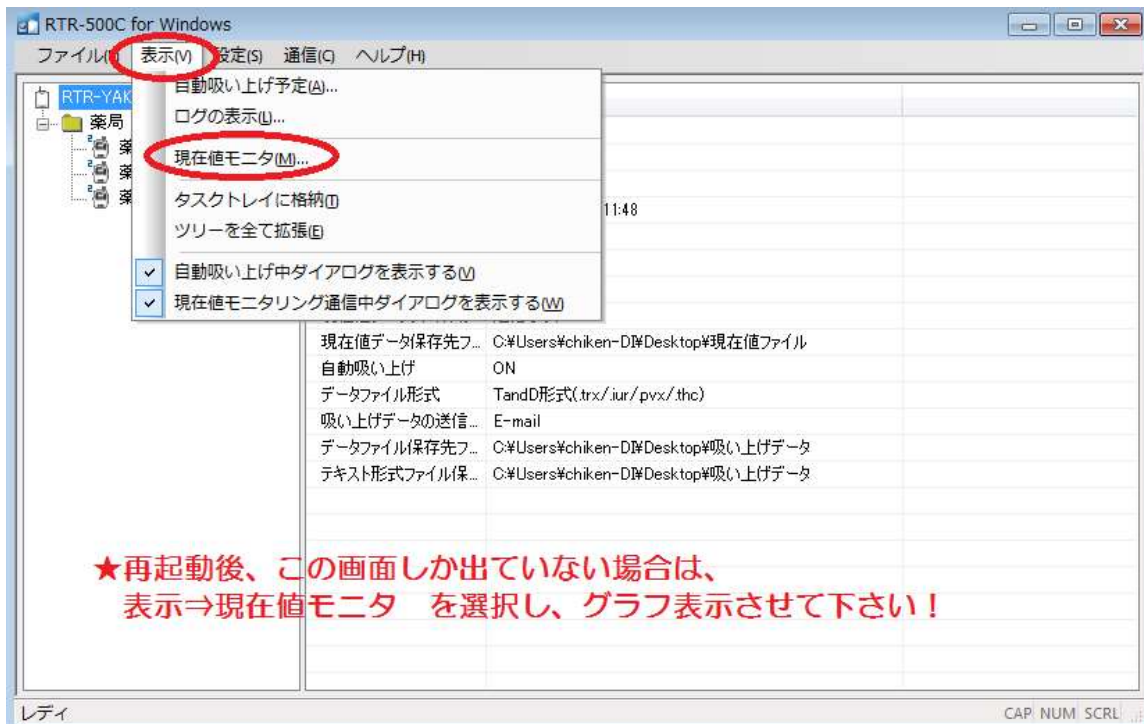 RTR-500C for Windows
表示(V) 設定(S) 通信(C) ヘルプ(H)
自動吸い上げ予定(A)...
ログの表示(L)...
現在値モニタ(M)...
タスクトレイに格納(T)
ツリーを全て拡張(E)
自動吸い上げ中ダイアログを表示する(V)
現在値モニタリング通信中ダイアログを表示する(W)
RTR-YAK
薬局
薬
薬
薬
11:48
現在値データ保存先フ... C:¥Users¥chiken-DI¥Desktop¥現在値ファイル
自動吸い上げ ON
データファイル形式 TandD形式(.trx/.iur/.pvx/.thc)
吸い上げデータの送信... E-mail
データファイル保存先フ... C:¥Users¥chiken-DI¥Desktop¥吸い上げデータ
テキスト形式ファイル保... C:¥Users¥chiken-DI¥Desktop¥吸い上げデータ
★再起動後、この画面しか出ていない場合は、
表示⇒現在値モニタ を選択し、グラフ表示させて下さい!
レディ
CAP NUM SCRL